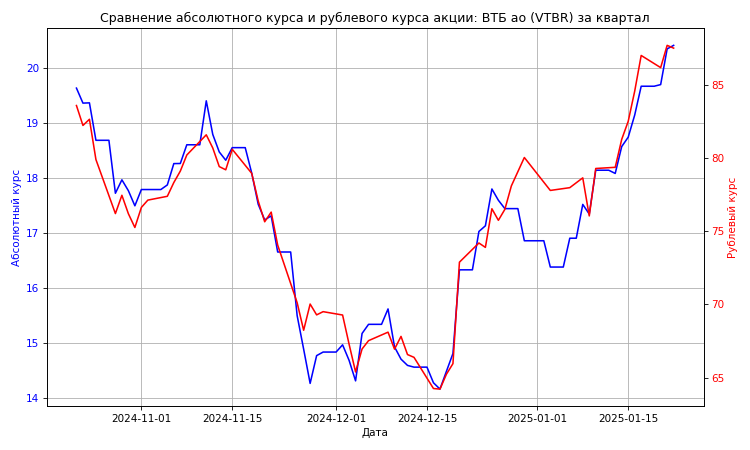 Сравнение абсолютного курса и рублевого курса акции: ВТБ ао (VTBR) за квартал
Абсолютный курс
20
19
18
17
16
15
14
85
80
75
70
65
Рублевый курс
2024-11-01 2024-11-15 2024-12-01 2024-12-15 2025-01-01 2025-01-15
Дата